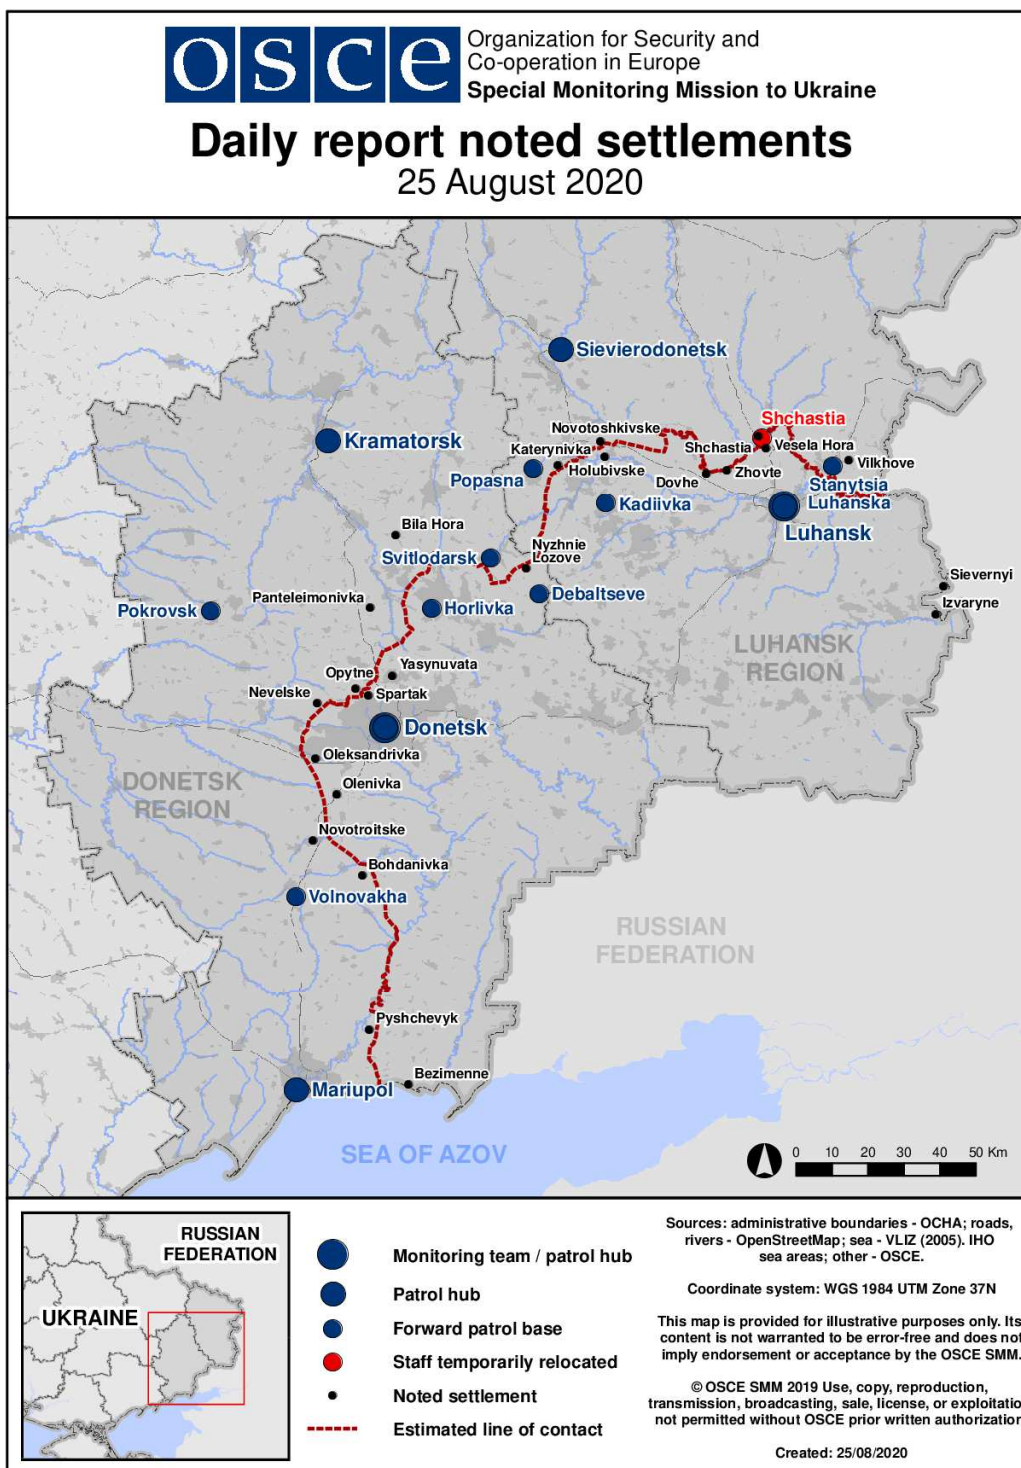 osce
Organization for Security and
Co-operation in Europe
Special Monitoring Mission to Ukraine
Daily report noted settlements
25 August 2020
Sievierodonetsk
Shchastia
Novotoshkivske
Kramatorsk
Katerynivka
Shchastia
Vesela Hora
Vilkhove
Holubivske
Popasna
Dovhe
Zhovte
Stanytsia
Luhanska
Kadiivka
Bila Hora
Luhansk
Svitlodarsk
Nyzhnie
Lozove
Sievernyi
Debaltseve
Panteleimonivka
Pokrovsk
Horlivka
Izvaryne
LUHANSK
REGION
Yasynuvata
Opytne
Nevelske
Spartak
Donetsk
Oleksandrivka
DONETSK
REGION
Olenivka
Novotroitske
Bohdanivka
Volnovakha
RUSSIAN
FEDERATION
Pyshchevyk
Bezimenne
Mariupol
SEA OF AZOV
0 10 20 30 40 50 Km
RUSSIAN
FEDERATION
UKRAINE
Monitoring team / patrol hub
Patrol hub
Forward patrol base
Staff temporarily relocated
Noted settlement
Estimated line of contact
Sources: administrative boundaries - OCHA; roads,
rivers - OpenStreetMap; sea - VLIZ (2005). IHO
sea areas; other - OSCE.
Coordinate system: WGS 1984 UTM Zone 37N
This map is provided for illustrative purposes only. Its
content is not warranted to be error-free and does not
imply endorsement or acceptance by the OSCE SMM.
© OSCE SMM 2019 Use, copy, reproduction,
transmission, broadcasting, sale, license, or exploitatio
not permitted without OSCE prior written authorization
Created: 25/08/2020